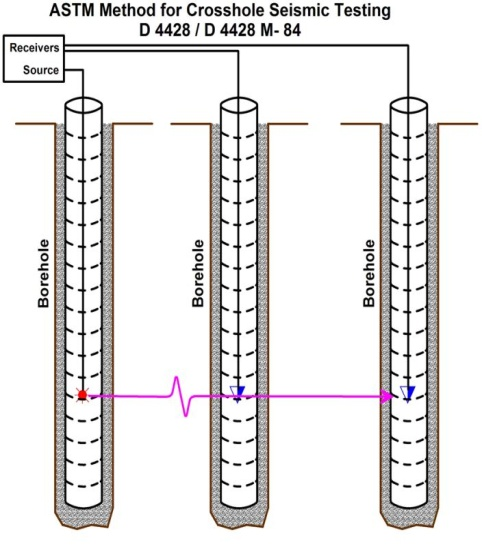 ASTM Method for Crosshole Seismic Testing
D 4428 / D 4428 M- 84
Receivers
Source
Borehole
Borehole
Borehole